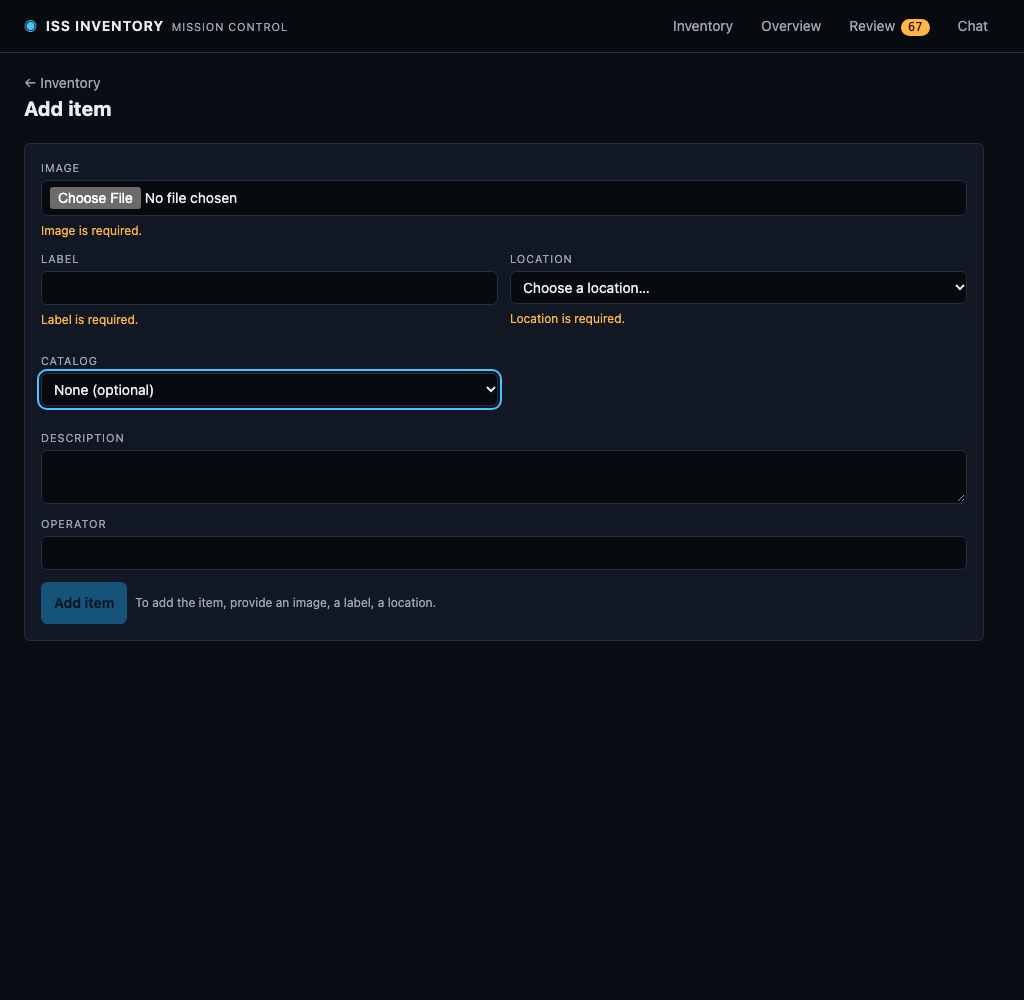 ISS INVENTORY MISSION CONTROL
Inventory Overview Review 67 Chat
← Inventory
Add item
IMAGE
Choose File No file chosen
Image is required.
LABEL
Label is required.
LOCATION
Choose a location...
Location is required.
CATALOG
None (optional)
DESCRIPTION
OPERATOR
Add item To add the item, provide an image, a label, a location.